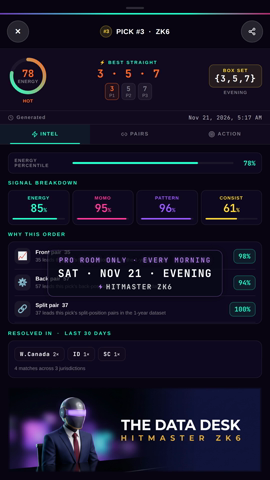 #3 PICK #3 · ZK6
78
ENERGY
HOT
⚡ BEST STRAIGHT
3 · 5 · 7
3 5 7
P1 P2 P3
BOX SET
{3,5,7}
EVENING
Generated Nov 21, 2026, 5:17 AM
INTEL PAIRS ACTION
ENERGY PERCENTILE 78%
SIGNAL BREAKDOWN
ENERGY MOMO PATTERN CONSIST
85% 95% 96% 61%
WHY THIS ORDER
Front pair 98%
PRO ROOM ONLY · EVERY MORNING
SAT · NOV 21 · EVENING
HITMASTER ZK6
94%
Split pair 37 100%
37 leads this pick's split-position pairs in the 1-year dataset
RESOLVED IN · LAST 30 DAYS
W.Canada 2× ID 1× SC 1×
4 matches across 3 jurisdictions
THE DATA DESK
HITMASTER ZK6